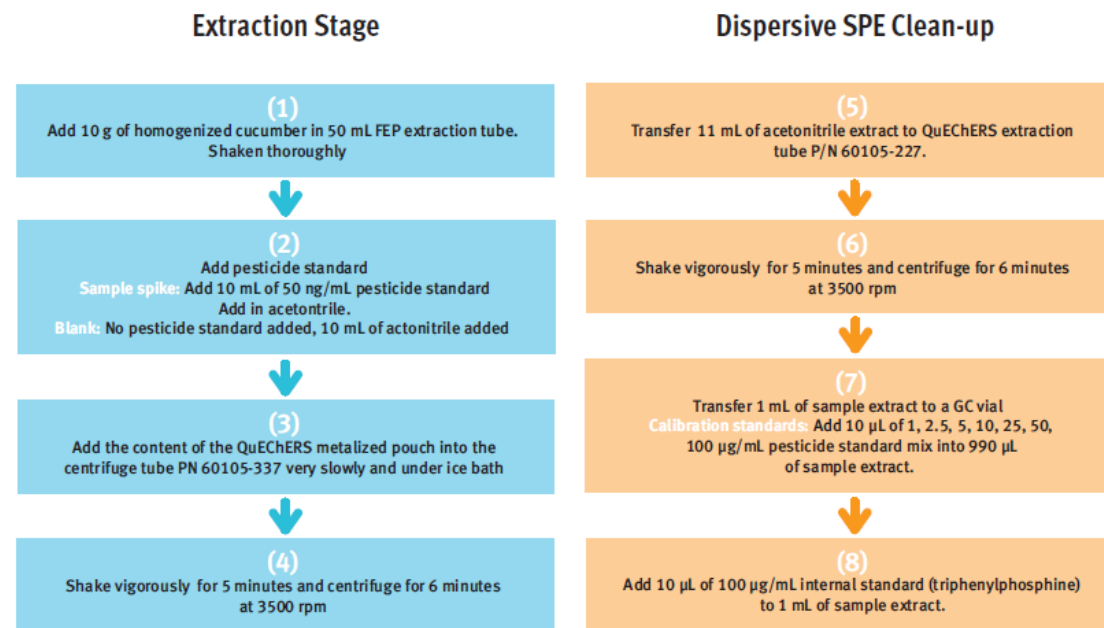 Extraction Stage
(1)
Add 10 g of homogenized cucumber in 50 mL FEP extraction tube.
Shaken thoroughly
(2)
Add pesticide standard
Sample spike: Add 10 mL of 50 ng/mL pesticide standard
Add in acetontrile.
Blank: No pesticide standard added, 10 mL of actonitrile added
(3)
Add the content of the QuEChERS metalized pouch into the
centrifuge tube PN 60105-337 very slowly and under ice bath
(4)
Shake vigorously for 5 minutes and centrifuge for 6 minutes
at 3500 rpm
Dispersive SPE Clean-up
(5)
Transfer 11 mL of acetonitrile extract to QuEChERS extraction
tube P/N 60105-227.
(6)
Shake vigorously for 5 minutes and centrifuge for 6 minutes
at 3500 rpm
(7)
Transfer 1 mL of sample extract to a GC vial
Calibration standards: Add 10 µL of 1, 2.5, 5, 10, 25, 50,
100 µg/mL pesticide standard mix into 990 µL
of sample extract.
(8)
Add 10 µL of 100 µg/mL internal standard (triphenylphosphine)
to 1 mL of sample extract.